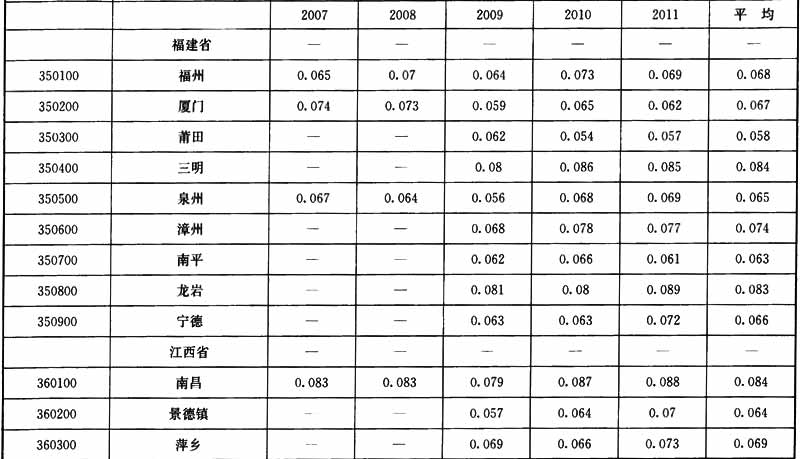 2007 2008 2009 2010 2011 平 均
福建省 — — — — — —
350100 福州 0.065 0.07 0.064 0.073 0.069 0.068
350200 厦门 0.074 0.073 0.059 0.065 0.062 0.067
350300 莆田 — — 0.062 0.054 0.057 0.058
350400 三明 — — 0.08 0.086 0.085 0.084
350500 泉州 0.067 0.064 0.056 0.068 0.069 0.065
350600 漳州 — — 0.068 0.078 0.077 0.074
350700 南平 — — 0.062 0.066 0.061 0.063
350800 龙岩 — — 0.081 0.08 0.089 0.083
350900 宁德 — — 0.063 0.063 0.072 0.066
江西省 — — — — — —
360100 南昌 0.083 0.083 0.079 0.087 0.088 0.084
360200 景德镇 — — 0.057 0.064 0.07 0.064
360300 萍乡 — — 0.069 0.066 0.073 0.069